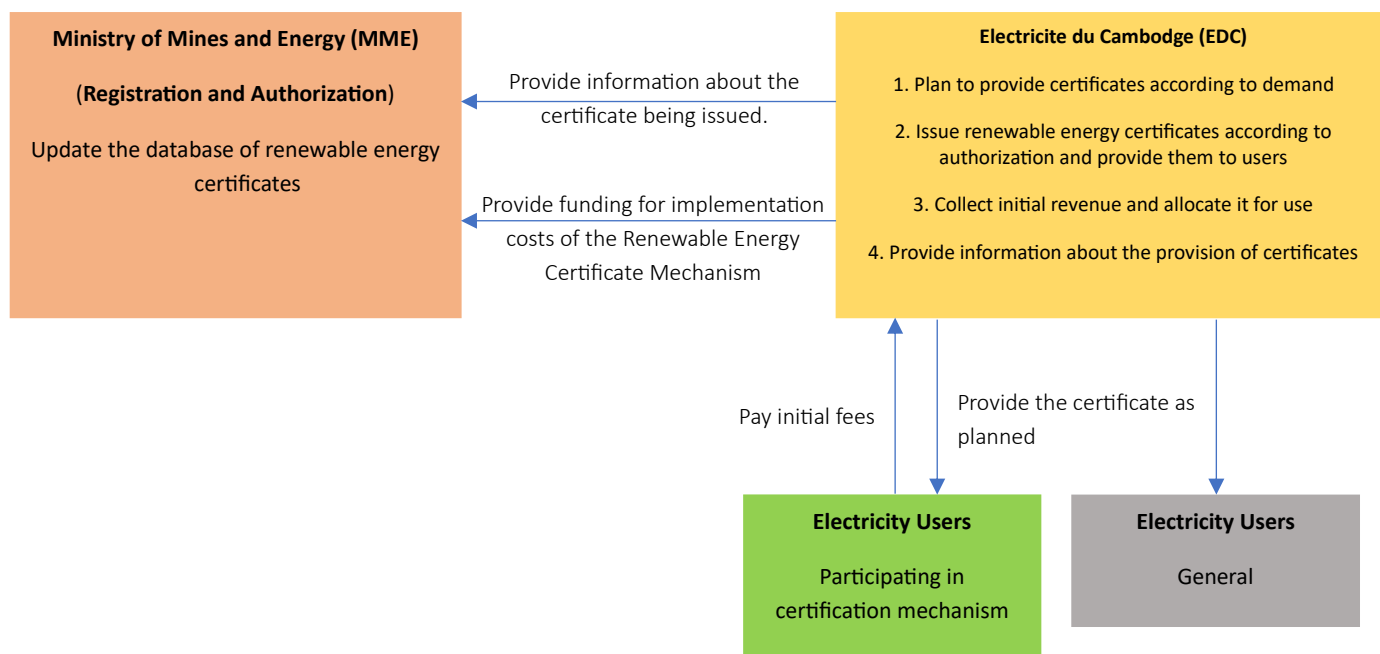 Ministry of Mines and Energy (MME)
(Registration and Authorization)
Update the database of renewable energy
certificates
Provide information about the
certificate being issued.
Provide funding for implementation
costs of the Renewable Energy
Certificate Mechanism
Electricite du Cambodge (EDC)
1. Plan to provide certificates according to demand
2. Issue renewable energy certificates according to
authorization and provide them to users
3. Collect initial revenue and allocate it for use
4. Provide information about the provision of certificates
Pay initial fees
Provide the certificate as
planned
Electricity Users
Participating in
certification mechanism
Electricity Users
General